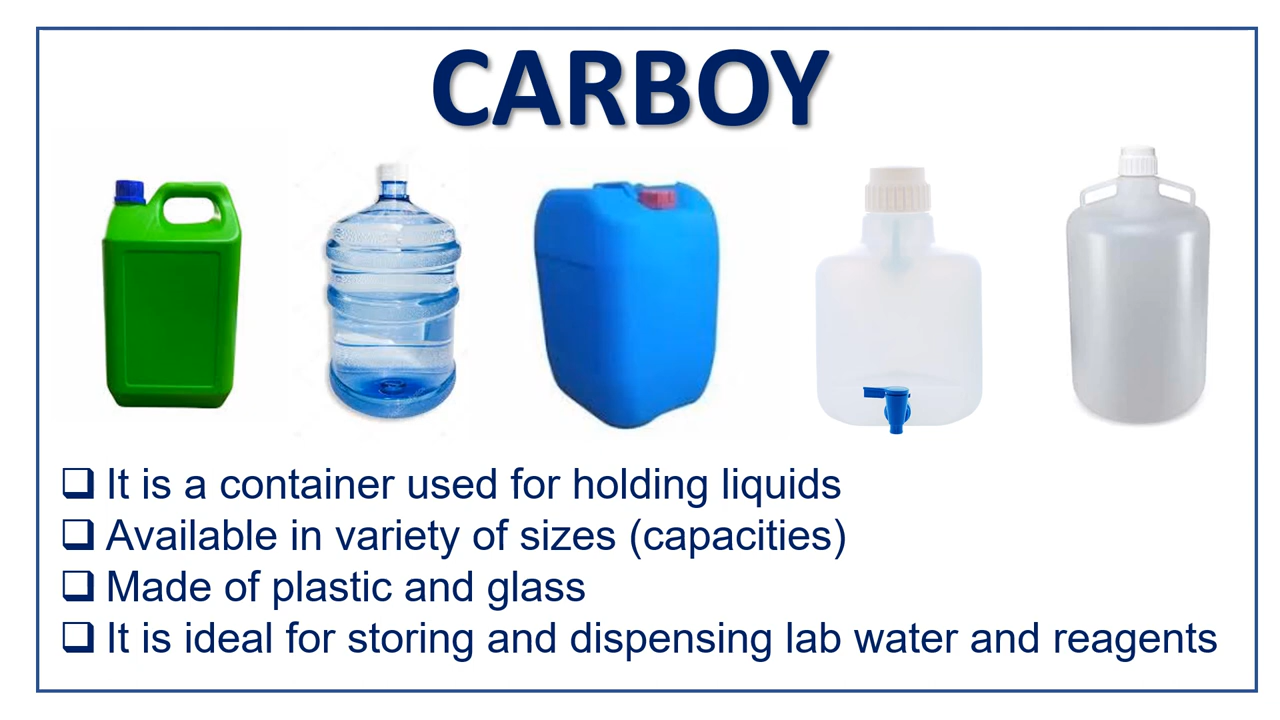 CARBOY
❑ It is a container used for holding liquids
❑ Available in variety of sizes (capacities)
❑ Made of plastic and glass
❑ It is ideal for storing and dispensing lab water and reagents